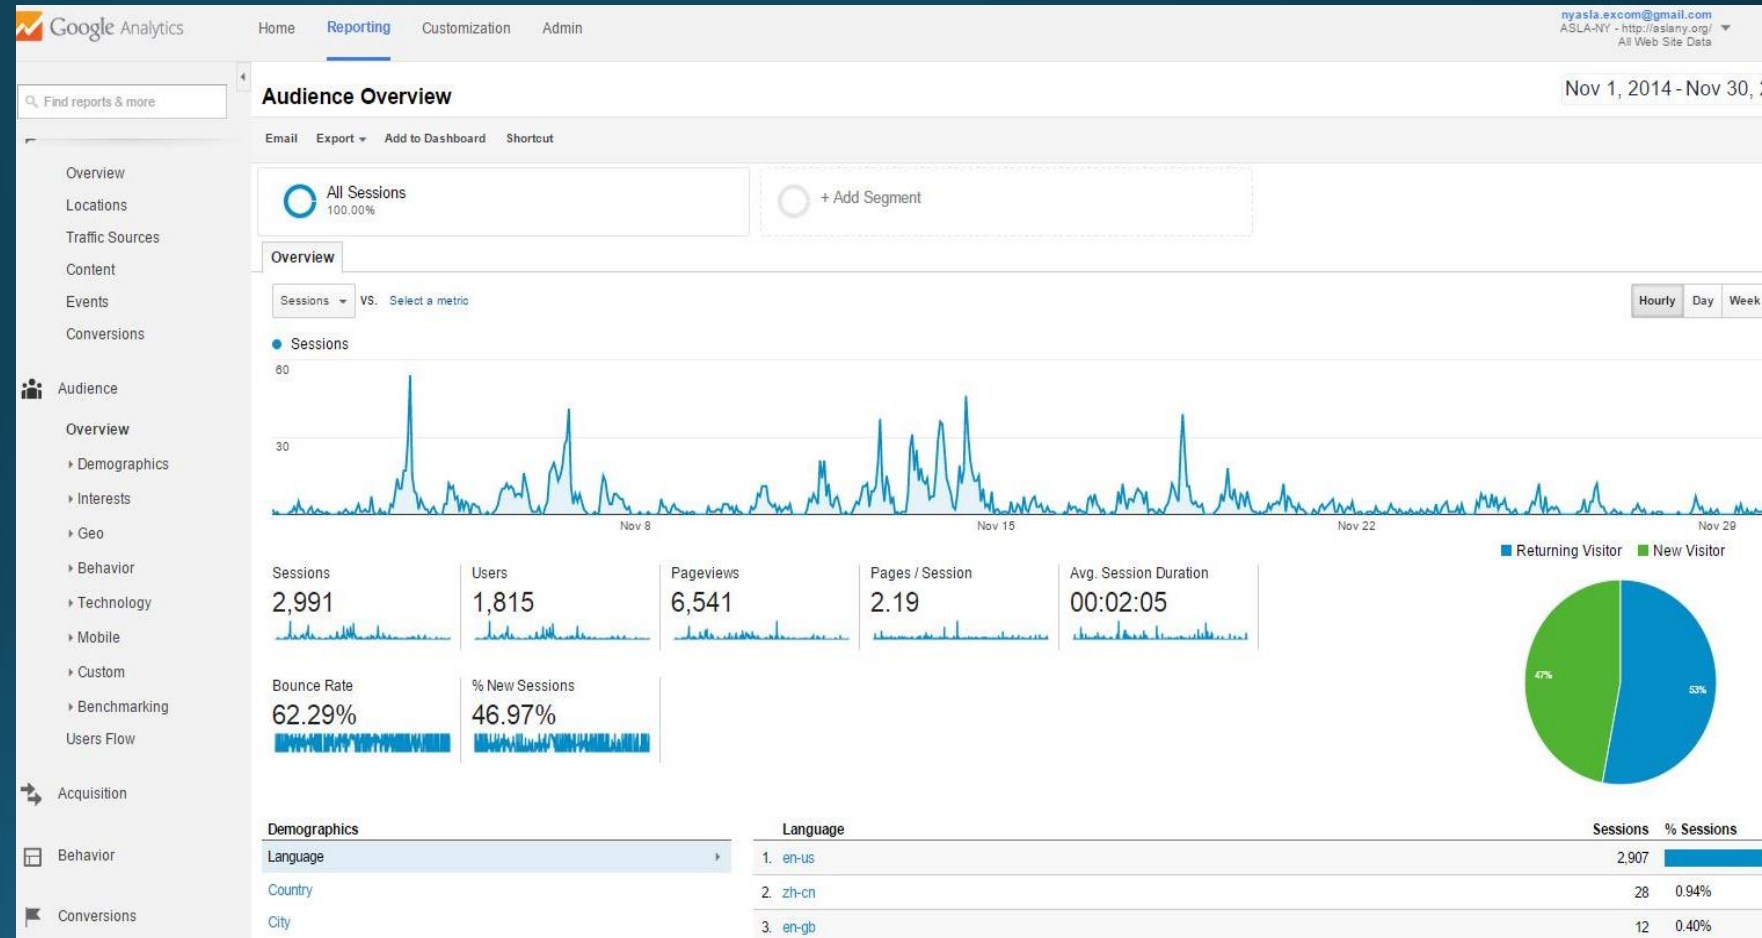 Google Analytics
Home Reporting Customization Admin
nyasla.excom@gmail.com
ASLA-NY - http://aslany.org/
All Web Site Data
Find reports & more
Overview
Locations
Traffic Sources
Content
Events
Conversions
Audience
Overview
Demographics
Interests
Geo
Behavior
Technology
Mobile
Custom
Benchmarking
Users Flow
Acquisition
Behavior
Conversions
Audience Overview
Nov 1, 2014 - Nov 30,
Email Export Add to Dashboard Shortcut
All Sessions
100.00%
+ Add Segment
Overview
Sessions VS. Select a metric
Hourly Day Week
Sessions
60
30
Nov 8 Nov 15 Nov 22 Nov 29
Returning Visitor New Visitor
47%
53%
Sessions
2,991
Users
1,815
Pageviews
6,541
Pages / Session
2.19
Avg. Session Duration
00:02:05
Bounce Rate
62.29%
% New Sessions
46.97%
Demographics
Language
Country
City
Language Sessions % Sessions
1. en-us 2,907
2. zh-cn 28 0.94%
3. en-gb 12 0.40%